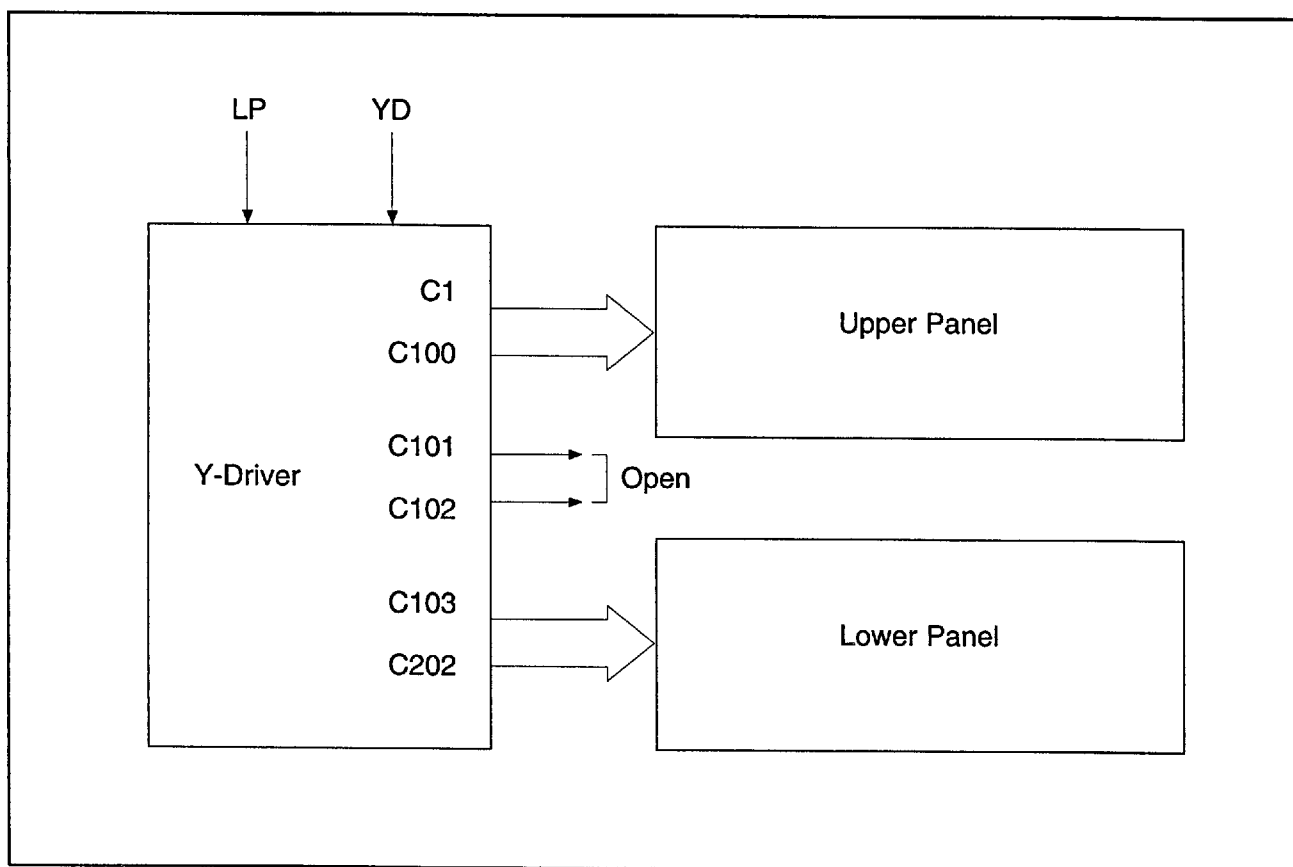 LP
YD
C1
C100
C101
C102
C103
C202
Y-Driver
Open
Upper Panel
Lower Panel